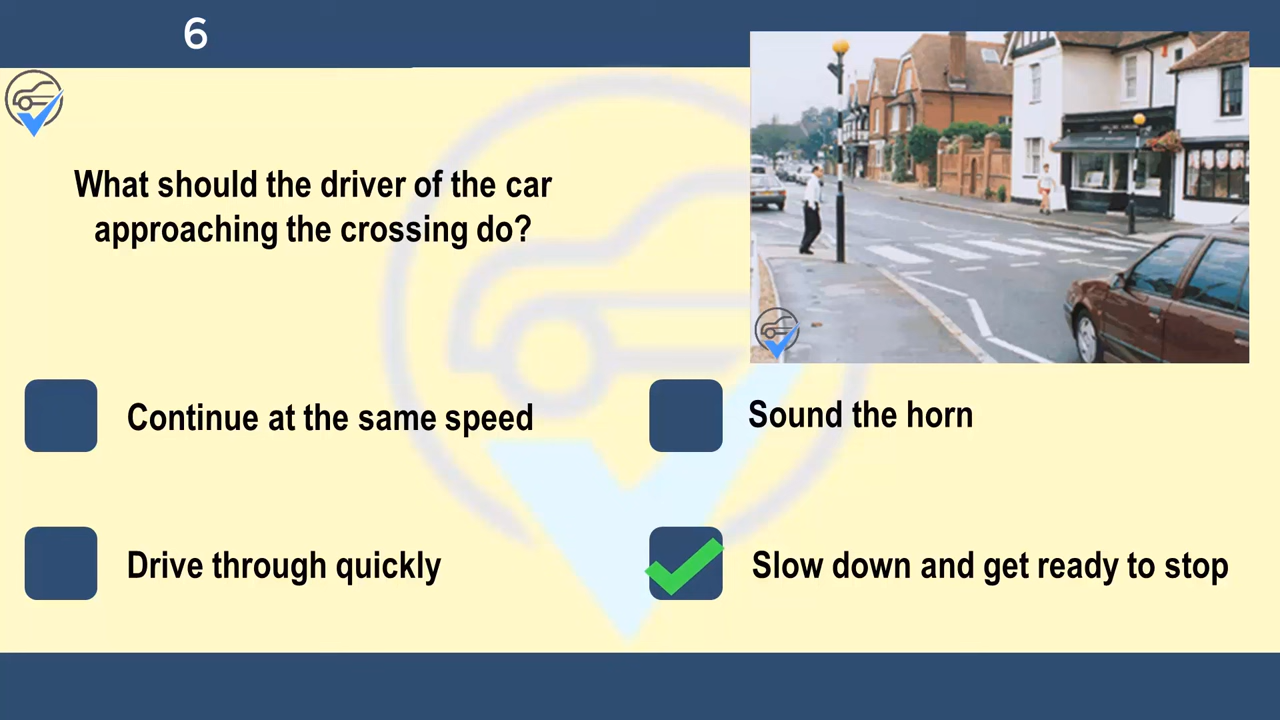 6
What should the driver of the car
approaching the crossing do?
Continue at the same speed
Sound the horn
Drive through quickly
Slow down and get ready to stop